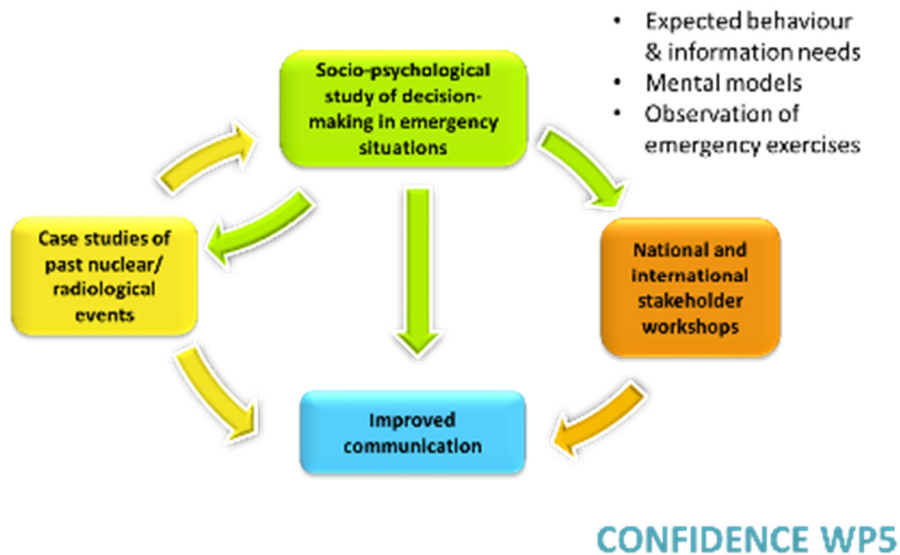 • Expected behaviour
& information needs
• Mental models
• Observation of
emergency exercises
Socio-psychological
study of decision-
making in emergency
situations
Case studies of
past nuclear/
radiological
events
National and
international
stakeholder
workshops
Improved
communication
CONFIDENCE WP5